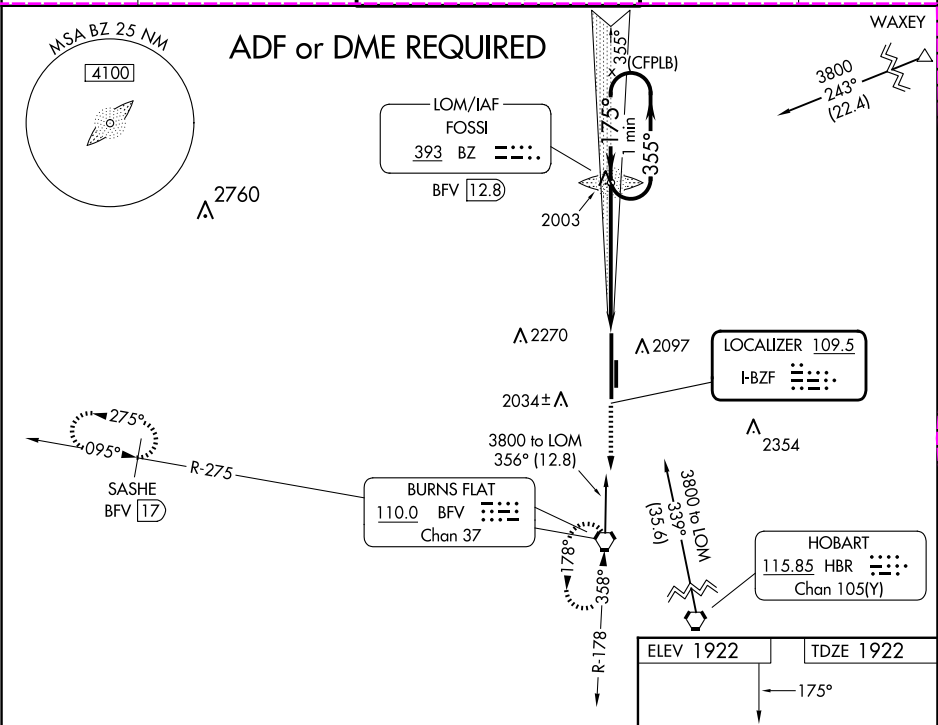 MSA BZ 25 NM
4100
ADF or DME REQUIRED
WAXEY
3800
243°
(22.4)
(CFPLB)
175°
× 355°
1 min
355°
LOM/IAF
FOSSI
393 BZ
BFV 12.8
2003
2760
2270
2097
LOCALIZER 109.5
I-BZF
2034±
2354
275°
095°
R-275
SASHE
BFV 17
3800 to LOM
356° (12.8)
BURNS FLAT
110.0 BFV
Chan 37
178°
358°
R-178
3800 to LOM
339°
(35.6)
HOBART
115.85 HBR
Chan 105(Y)
ELEV 1922
TDZE 1922
175°